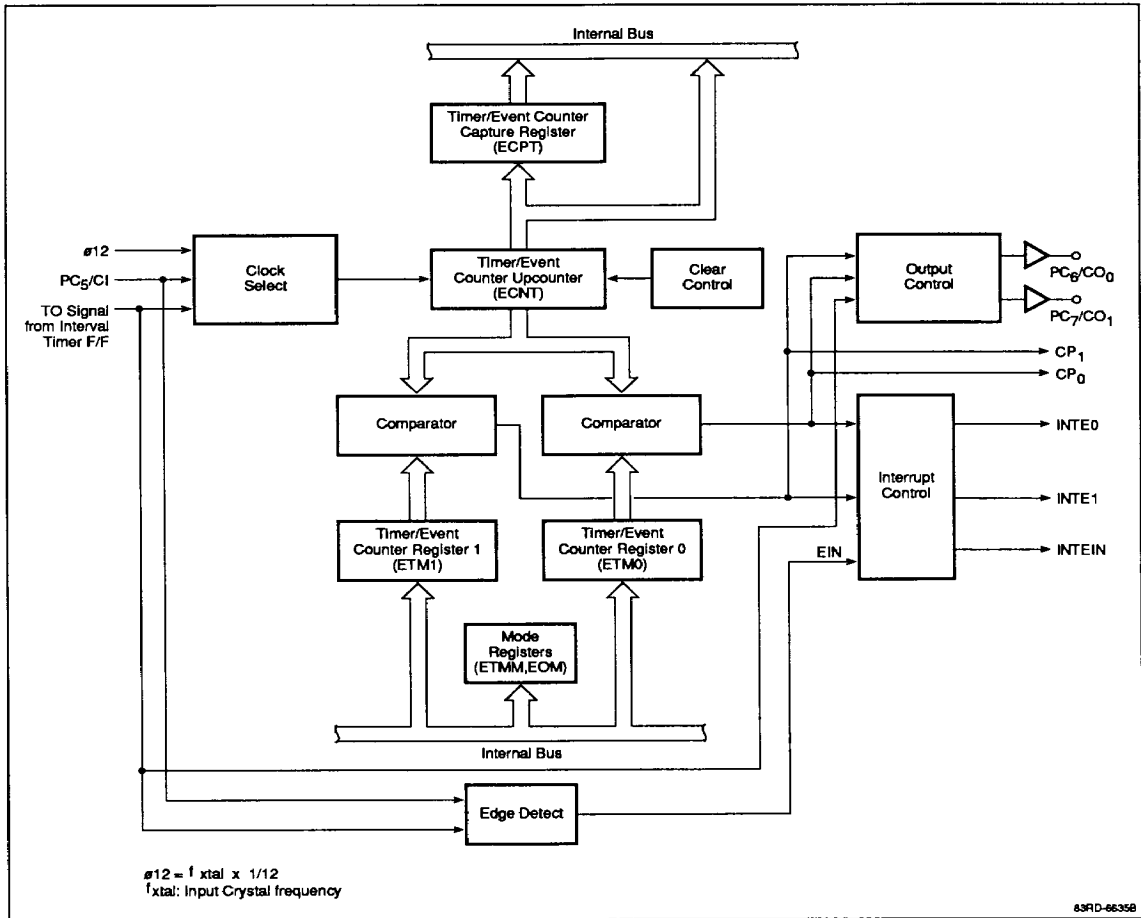 Internal Bus
Timer/Event Counter
Capture Register
(ECPT)
ø12
PC5/CI
TO Signal
from Interval
Timer F/F
Clock
Select
Timer/Event
Counter Upcounter
(ECNT)
Clear
Control
Output
Control
PC6/CO0
PC7/CO1
CP1
CP0
Comparator
Comparator
Interrupt
Control
INTE0
INTE1
INTEIN
EIN
Timer/Event
Counter Register 1
(ETM1)
Timer/Event
Counter Register 0
(ETM0)
Mode
Registers
(ETMM,EOM)
Internal Bus
Edge Detect
ø12 = f xtal x 1/12
fxtal: Input Crystal frequency
83RD-6635B